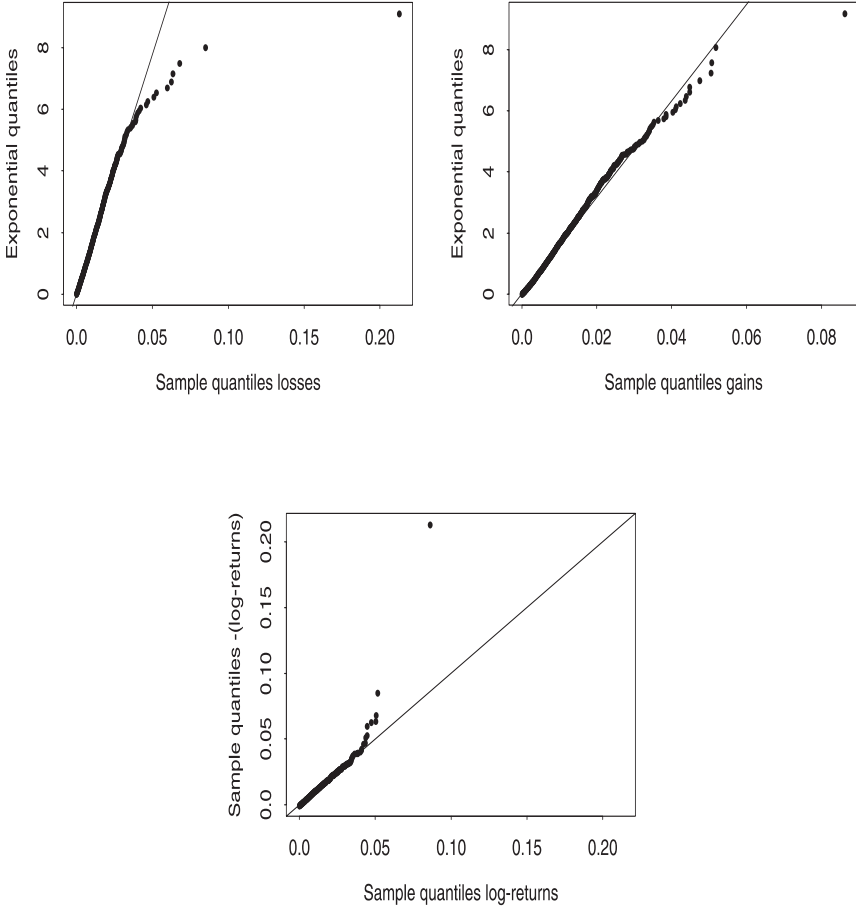 Exponential quantiles
8
6
4
2
0
0.0 0.05 0.10 0.15 0.20
Sample quantiles losses
Exponential quantiles
8
6
4
2
0
0.0 0.02 0.04 0.06 0.08
Sample quantiles gains
Sample quantiles -(log-returns)
0.20
0.15
0.10
0.05
0.0
0.0 0.05 0.10 0.15 0.20
Sample quantiles log-returns